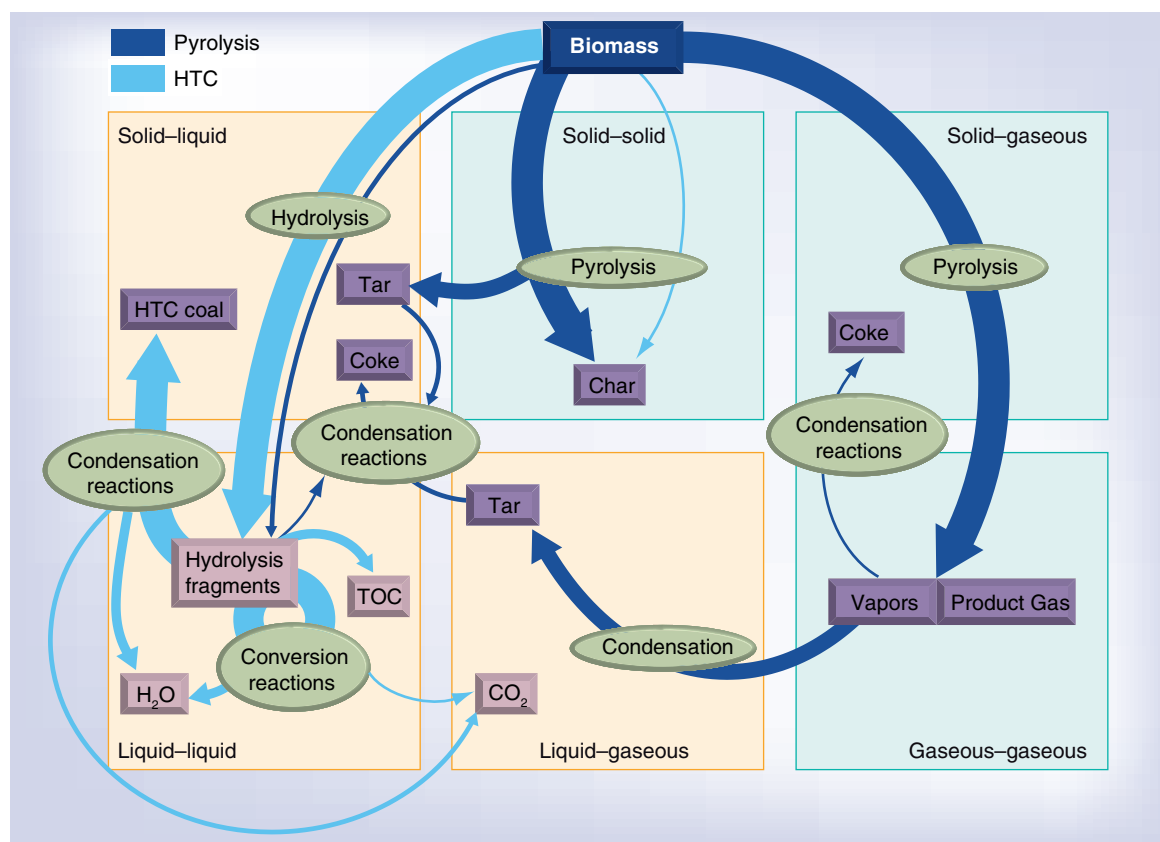 Pyrolysis
HTC
Biomass
Solid–liquid
Solid–solid
Solid–gaseous
Hydrolysis
Pyrolysis
Pyrolysis
Tar
HTC coal
Coke
Coke
Char
Condensation
reactions
Condensation
reactions
Condensation
reactions
Tar
Hydrolysis
fragments
TOC
Vapors
Product Gas
Conversion
reactions
Condensation
H₂O
CO₂
Liquid–liquid
Liquid–gaseous
Gaseous–gaseous